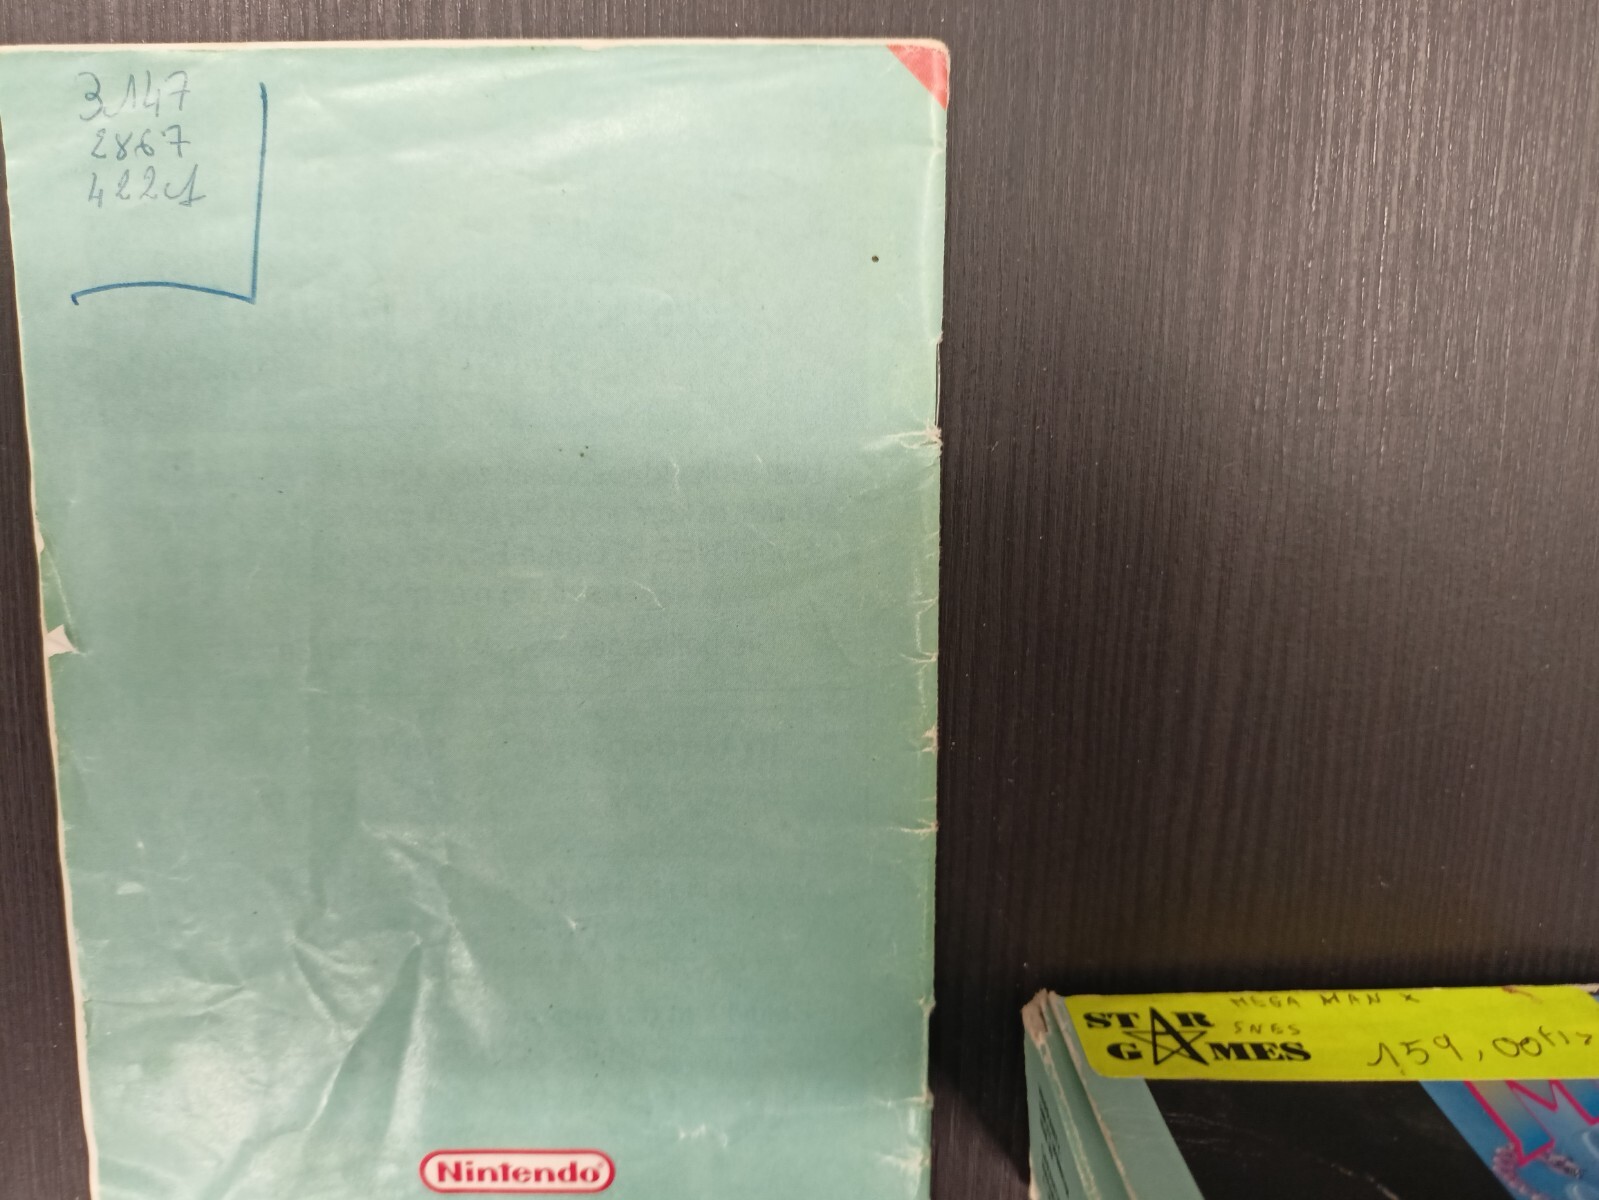 3147
2867
4221
Nintendo
MEGA MAN X
STAR GAMES
SNES
159,00